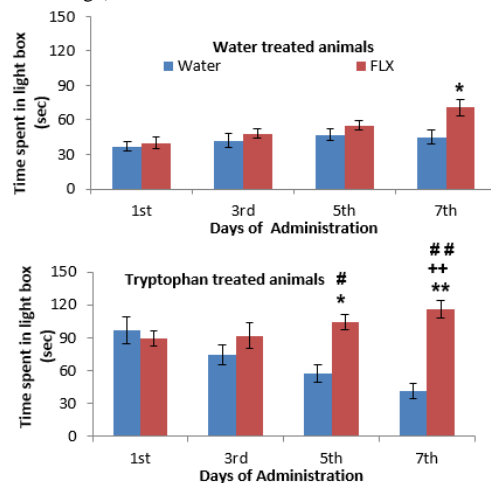 150
Water treated animals
Water FLX
120
90
*
60
30
0
Time spent in light box
(sec)
1st 3rd 5th 7th
Days of Administration
150
Tryptophan treated animals
# ##
++
* **
120
90
60
30
0
Time spent in light box
(sec)
1st 3rd 5th 7th
Days of Administration